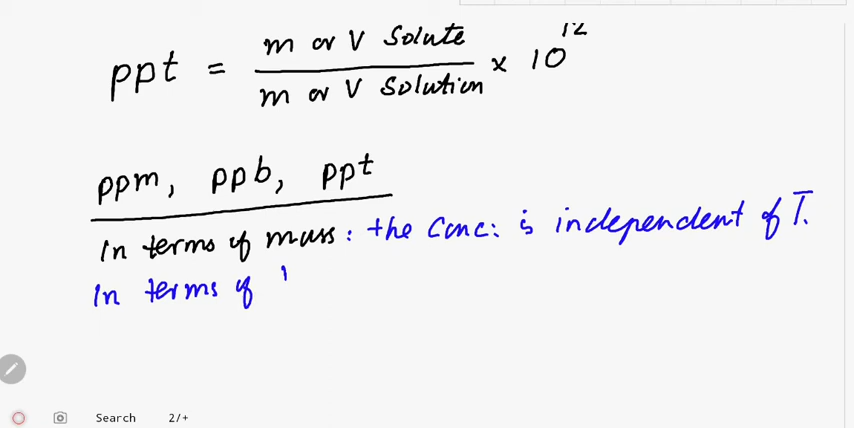 ppt = m or V Solute / m or V Solution × 10^12
ppm, ppb, ppt
In terms of mass: the Conc: is independent of T.
In terms of
Search 2/+